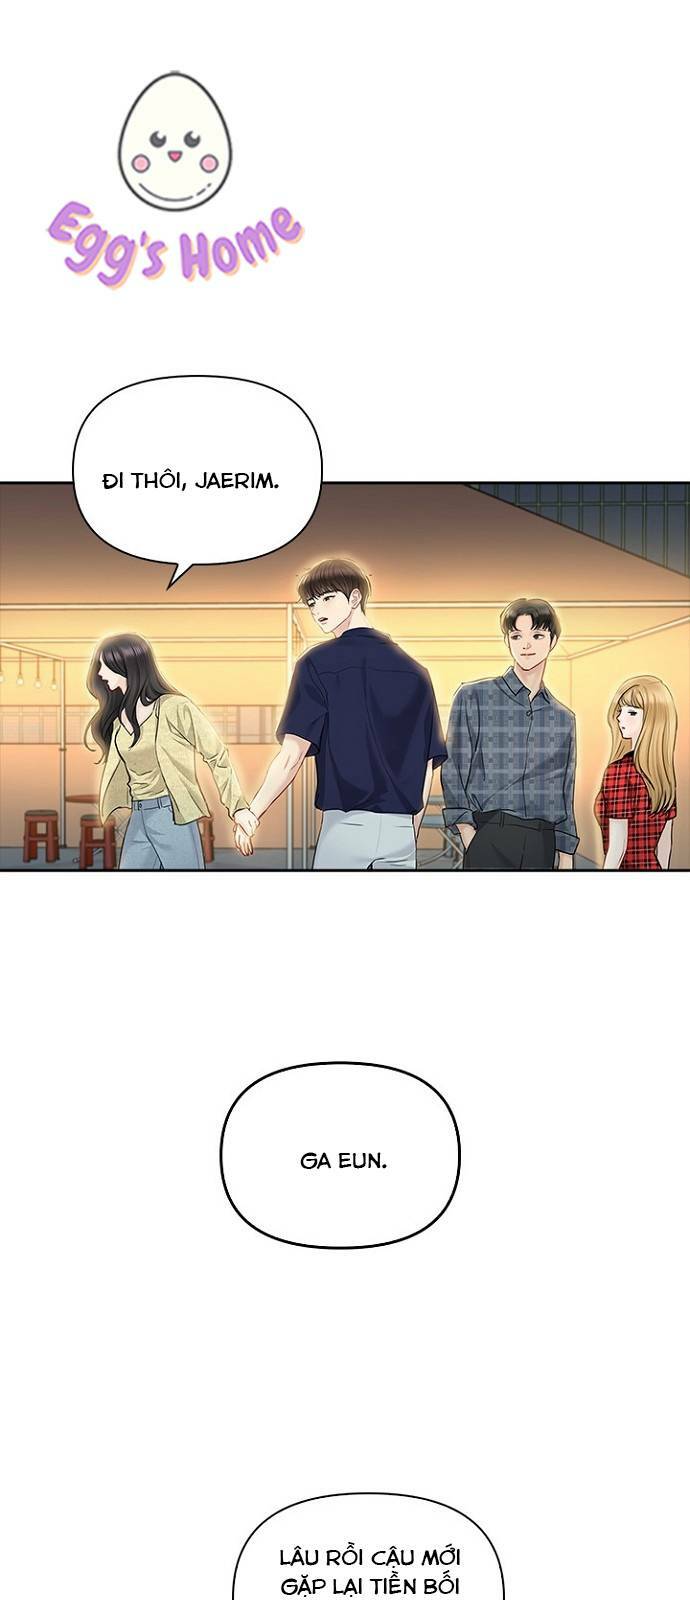 Egg's Home
ĐI THÔI, JAERIM.
GA EUN.
LÂU RỒI CẬU MỚI
GẶP LẠI TIỀN BỐI